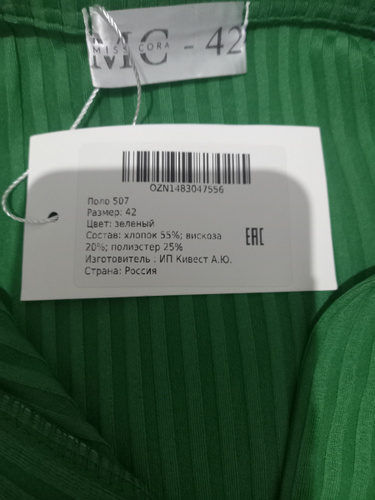 MC - 42
MISS CORA
OZN1483047556
Поло 507
Размер: 42
Цвет: зеленый
Состав: хлопок 55%; вискоза
20%; полиэстер 25%
EAC
Изготовитель : ИП Кивест А.Ю.
Страна: Россия